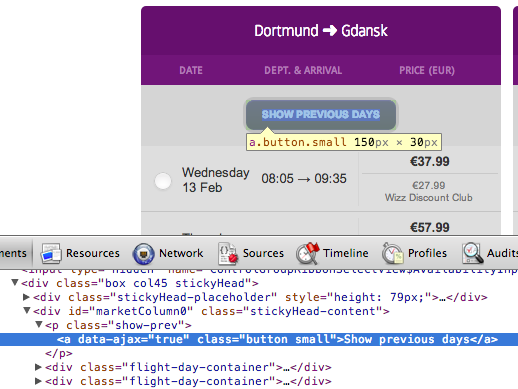 Dortmund ➜ Gdansk
DATE DEPT. & ARRIVAL PRICE (EUR)
SHOW PREVIOUS DAYS
a.button.small 150px × 30px
€37.99
Wednesday 08:05 → 09:35
13 Feb
€27.99
Wizz Discount Club
€57.99
ements Resources Network Sources Timeline Profiles Audits
▼<div class="box col45 stickyHead">
▶<div class="stickyHead-placeholder" style="height: 79px;">…</div>
▼<div id="marketColumn0" class="stickyHead-content">
▼<p class="show-prev">
<a data-ajax="true" class="button small">Show previous days</a>
</p>
▶<div class="flight-day-container">…</div>
▶<div class="flight-day-container">…</div>